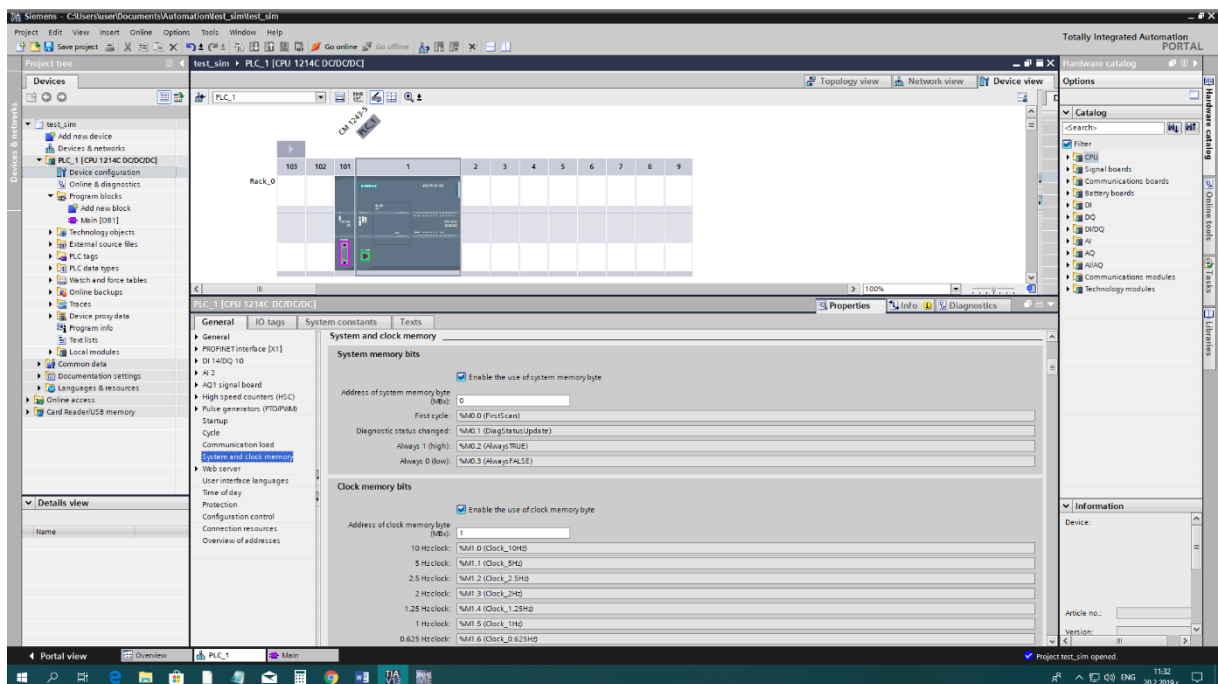 Siemens - C:\Users\user\Documents\Automation\test_sim\test_sim
Project Edit View Insert Online Options Tools Window Help
Save project
Go online
Go offline
Totally Integrated Automation
PORTAL
Project tree
Devices
Devices & networks
test_sim
Add new device
Devices & networks
PLC_1 [CPU 1214C DC/DC/DC]
Device configuration
Online & diagnostics
Program blocks
Add new block
Main [OB1]
Technology objects
External source files
PLC tags
PLC data types
Watch and force tables
Online backups
Traces
Device proxy data
Program info
Text lists
Local modules
Common data
Documentation settings
Languages & resources
Online access
Card Reader/USB memory
Details view
Name
test_sim ▸ PLC_1 [CPU 1214C DC/DC/DC]
Topology view
Network view
Device view
PLC_1
CM 1243-5
PLC_1
103 102 101 1 2 3 4 5 6 7 8 9
Rack_0
100%
PLC_1 [CPU 1214C DC/DC/DC]
Properties
Info
Diagnostics
General IO tags System constants Texts
General
PROFINET interface [X1]
DI 14/DQ 10
AI 2
AQ1 signal board
High speed counters (HSC)
Pulse generators (PTO/PWM)
Startup
Cycle
Communication load
System and clock memory
Web server
User interface languages
Time of day
Protection
Configuration control
Connection resources
Overview of addresses
System and clock memory
System memory bits
Enable the use of system memory byte
Address of system memory byte (MBx): 0
First cycle: %M0.0 (FirstScan)
Diagnostic status changed: %M0.1 (DiagStatusUpdate)
Always 1 (high): %M0.2 (AlwaysTRUE)
Always 0 (low): %M0.3 (AlwaysFALSE)
Clock memory bits
Enable the use of clock memory byte
Address of clock memory byte (MBx): 1
10 Hz clock: %M1.0 (Clock_10Hz)
5 Hz clock: %M1.1 (Clock_5Hz)
2.5 Hz clock: %M1.2 (Clock_2.5Hz)
2 Hz clock: %M1.3 (Clock_2Hz)
1.25 Hz clock: %M1.4 (Clock_1.25Hz)
1 Hz clock: %M1.5 (Clock_1Hz)
0.625 Hz clock: %M1.6 (Clock_0.625Hz)
Hardware catalog
Options
Catalog
<Search>
Filter
CPU
Signal boards
Communications boards
Battery boards
DI
DQ
DI/DQ
AI
AQ
AI/AQ
Communications modules
Technology modules
Information
Device:
Article no.:
Version:
Hardware catalog
Online tools
Tasks
Libraries
Portal view
Overview
PLC_1
Main
Project test_sim opened.
TIA V13
ENG
11:32
20.2.2019 г.